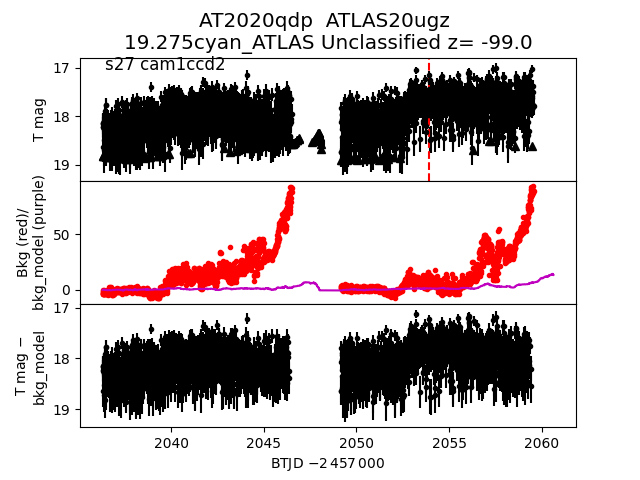 AT2020qdp  ATLAS20ugz
19.275cyan_ATLAS Unclassified z= -99.0
s27 cam1ccd2
17
18
19
T mag
50
0
Bkg (red)/
bkg_model (purple)
17
18
19
T mag −
bkg_model
2040 2045 2050 2055 2060
BTJD −2 457 000